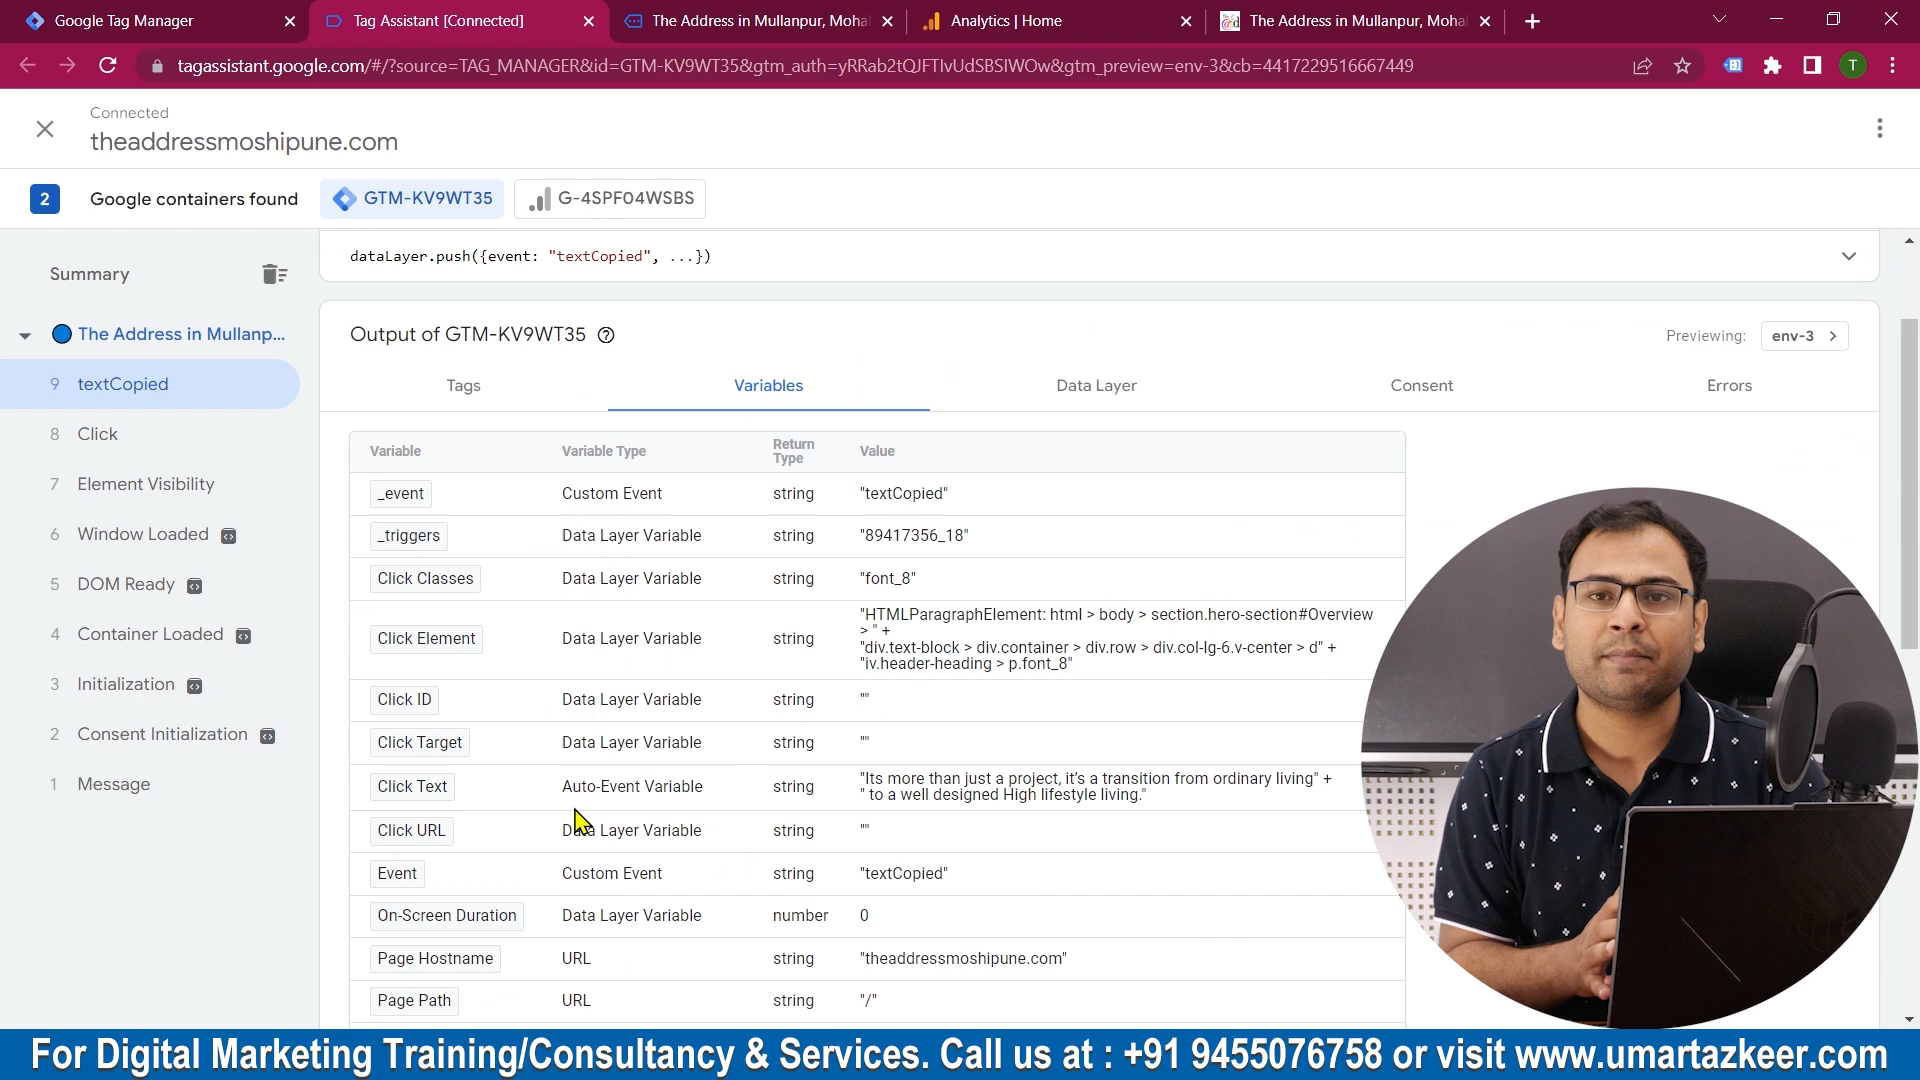 Google Tag Manager
Tag Assistant [Connected]
The Address in Mullanpur, Moha
Analytics | Home
The Address in Mullanpur, Moha
tagassistant.google.com/#/?source=TAG_MANAGER&id=GTM-KV9WT35&gtm_auth=yRRab2tQJFTIvUdSBSIWOw&gtm_preview=env-3&cb=4417229516667449
T
Connected
theaddressmoshipune.com
2 Google containers found GTM-KV9WT35 G-4SPF04WSBS
Summary
dataLayer.push({event: "textCopied", ...})
The Address in Mullanp...
9 textCopied
8 Click
7 Element Visibility
6 Window Loaded
5 DOM Ready
4 Container Loaded
3 Initialization
2 Consent Initialization
1 Message
Output of GTM-KV9WT35
Previewing: env-3
Tags Variables Data Layer Consent Errors
Variable Variable Type Return Type Value
_event Custom Event string "textCopied"
_triggers Data Layer Variable string "89417356_18"
Click Classes Data Layer Variable string "font_8"
Click Element Data Layer Variable string "HTMLParagraphElement: html > body > section.hero-section#Overview
> " +
"div.text-block > div.container > div.row > div.col-lg-6.v-center > d" +
"iv.header-heading > p.font_8"
Click ID Data Layer Variable string ""
Click Target Data Layer Variable string ""
Click Text Auto-Event Variable string "Its more than just a project, it's a transition from ordinary living" +
" to a well designed High lifestyle living."
Click URL Data Layer Variable string ""
Event Custom Event string "textCopied"
On-Screen Duration Data Layer Variable number 0
Page Hostname URL string "theaddressmoshipune.com"
Page Path URL string "/"
For Digital Marketing Training/Consultancy & Services. Call us at : +91 9455076758 or visit www.umartazkeer.com